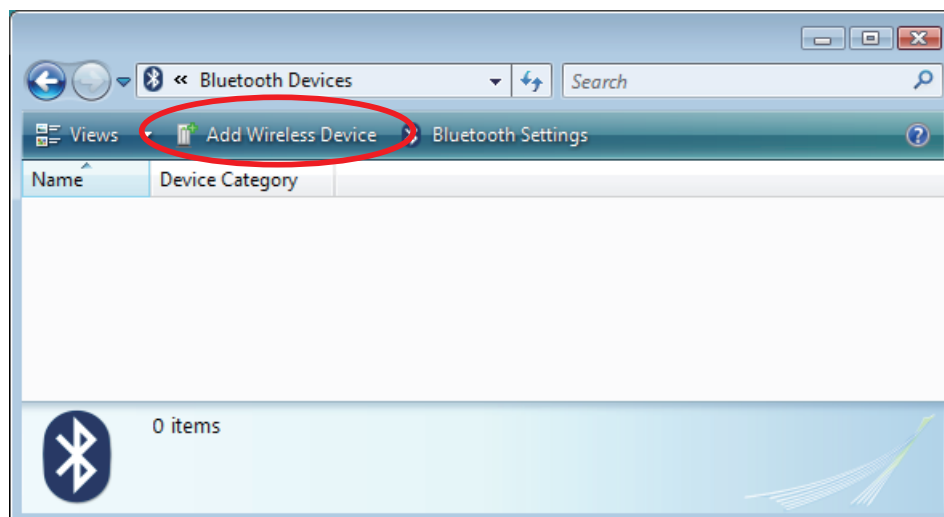 « Bluetooth Devices Search
Views Add Wireless Device Bluetooth Settings
Name Device Category
0 items